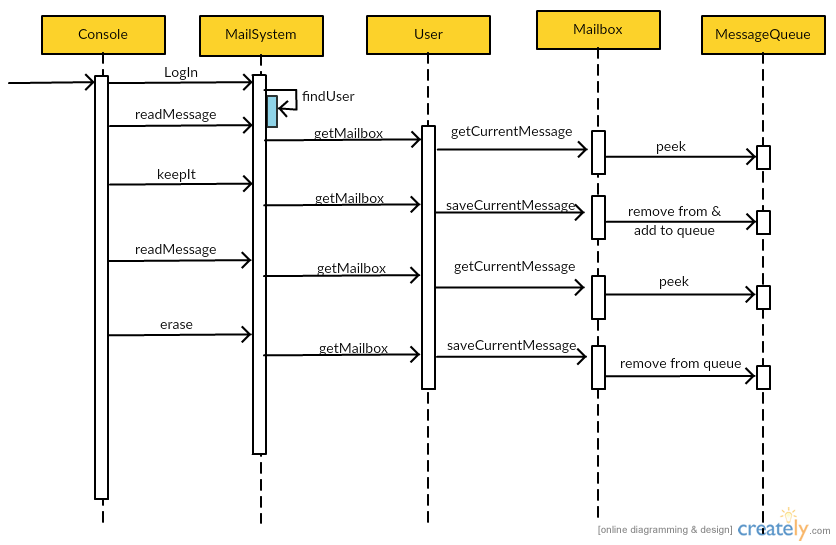 Console
MailSystem
User
Mailbox
MessageQueue
LogIn
findUser
readMessage
getMailbox
getCurrentMessage
peek
keepIt
getMailbox
saveCurrentMessage
remove from &
add to queue
readMessage
getMailbox
getCurrentMessage
peek
erase
getMailbox
saveCurrentMessage
remove from queue
[online diagramming & design] creately.com